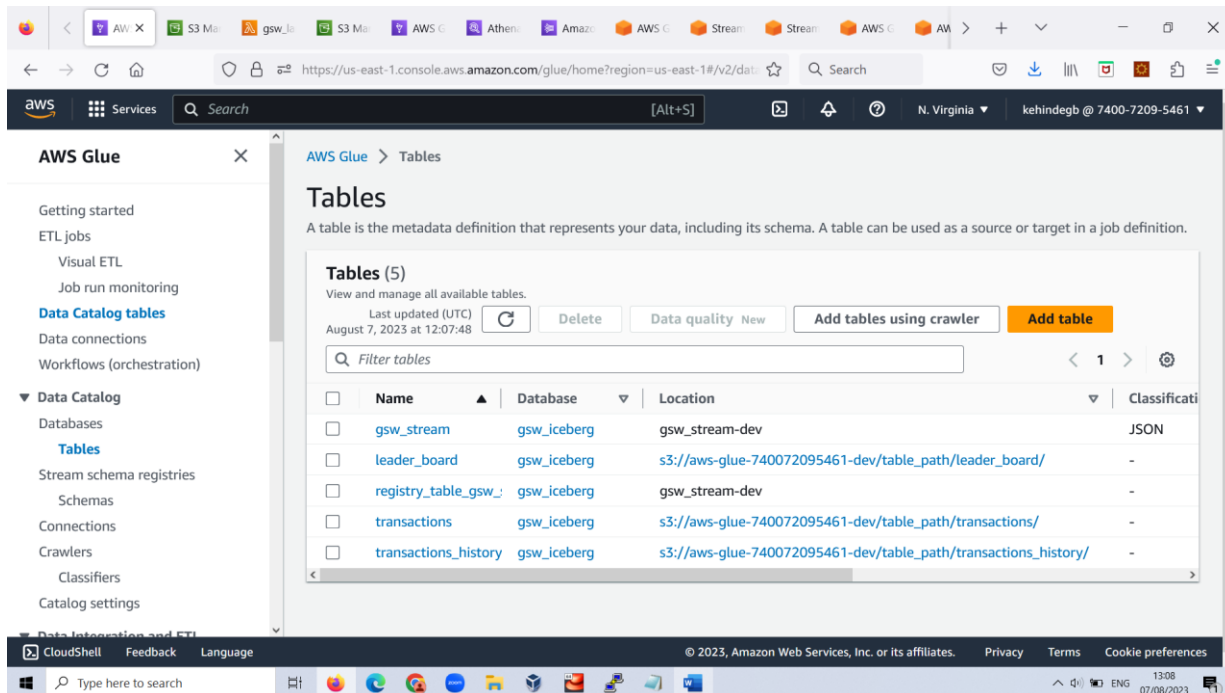 AW
S3 Ma
gsw_la
S3 Ma
AWS G
Athena
Amazo
AWS G
Stream
Stream
AWS G
AW
https://us-east-1.console.aws.amazon.com/glue/home?region=us-east-1#/v2/data
Search
aws
Services
Search
[Alt+S]
N. Virginia ▼
kehindegb @ 7400-7209-5461 ▼
AWS Glue
Getting started
ETL jobs
Visual ETL
Job run monitoring
Data Catalog tables
Data connections
Workflows (orchestration)
Data Catalog
Databases
Tables
Stream schema registries
Schemas
Connections
Crawlers
Classifiers
Catalog settings
Data Integration and ETL
AWS Glue > Tables
Tables
A table is the metadata definition that represents your data, including its schema. A table can be used as a source or target in a job definition.
Tables (5)
View and manage all available tables.
Last updated (UTC)
August 7, 2023 at 12:07:48
Delete
Data quality New
Add tables using crawler
Add table
Filter tables
1
Name Database Location Classificati
gsw_stream gsw_iceberg gsw_stream-dev JSON
leader_board gsw_iceberg s3://aws-glue-740072095461-dev/table_path/leader_board/ -
registry_table_gsw_ gsw_iceberg gsw_stream-dev -
transactions gsw_iceberg s3://aws-glue-740072095461-dev/table_path/transactions/ -
transactions_history gsw_iceberg s3://aws-glue-740072095461-dev/table_path/transactions_history/ -
CloudShell Feedback Language © 2023, Amazon Web Services, Inc. or its affiliates. Privacy Terms Cookie preferences
Type here to search
ENG
13:08
07/08/2023